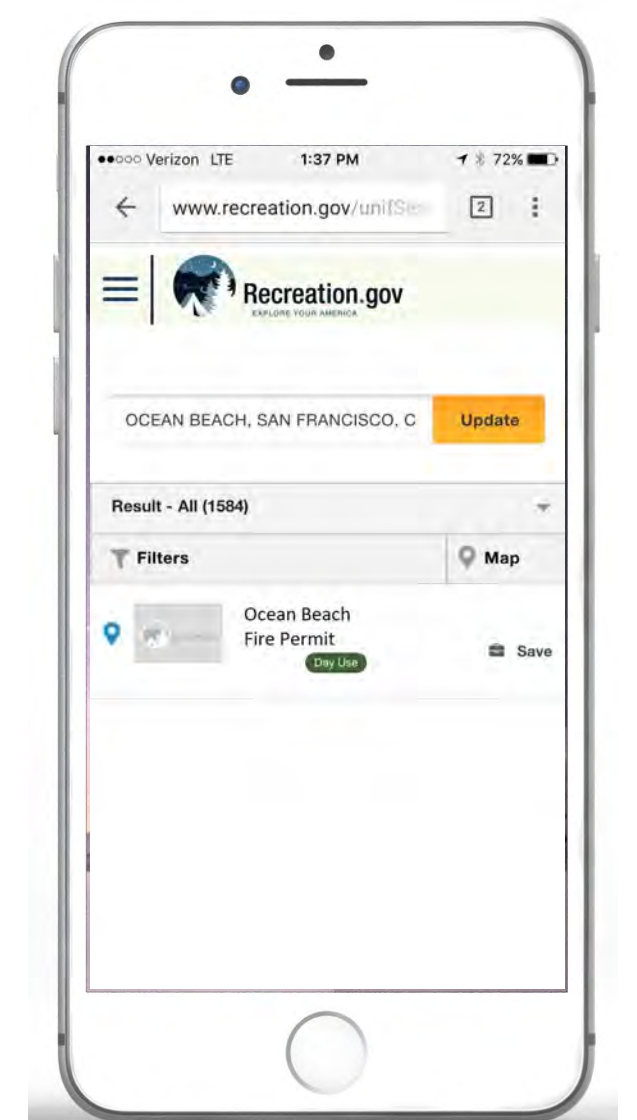 Verizon LTE 1:37 PM 72%
www.recreation.gov/unifSe
2
Recreation.gov
EXPLORE YOUR AMERICA
OCEAN BEACH, SAN FRANCISCO, C
Update
Result - All (1584)
Filters
Map
Ocean Beach
Fire Permit
Day Use
Save